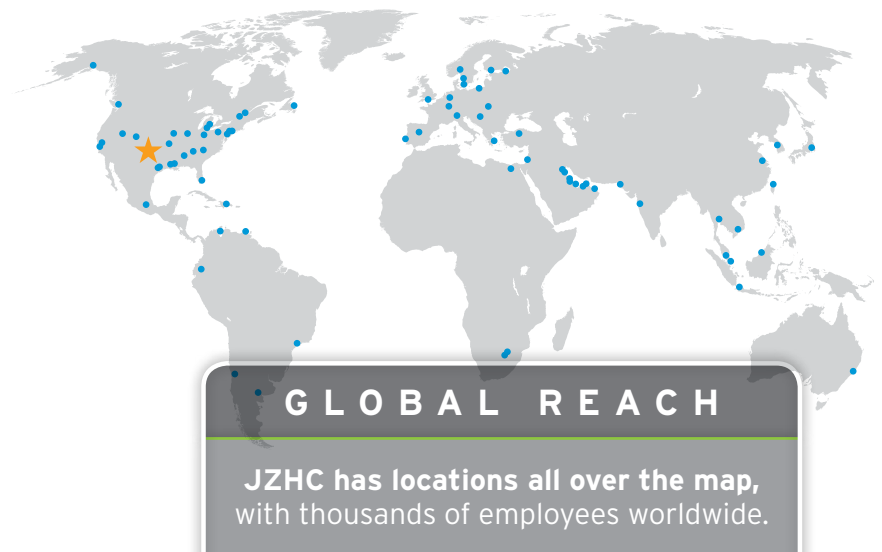 GLOBAL REACH
JZHC has locations all over the map,
with thousands of employees worldwide.